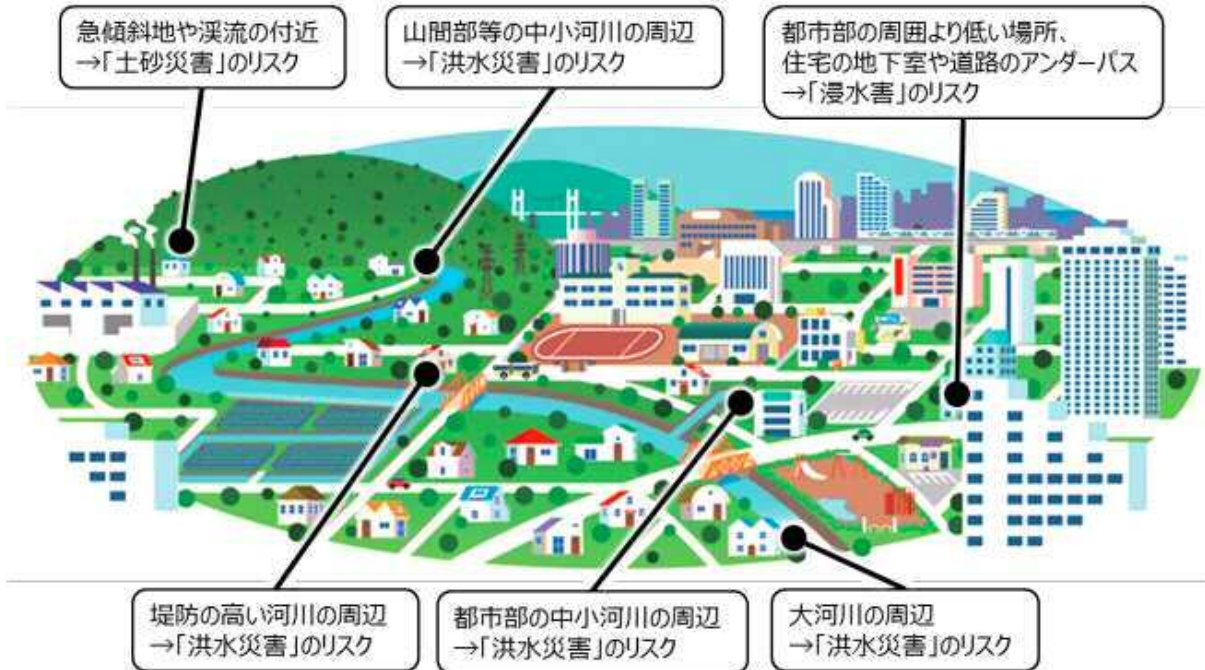 急傾斜地や渓流の付近
→「土砂災害」のリスク
山間部等の中小河川の周辺
→「洪水災害」のリスク
都市部の周囲より低い場所、
住宅の地下室や道路のアンダーパス
→「浸水害」のリスク
堤防の高い河川の周辺
→「洪水災害」のリスク
都市部の中小河川の周辺
→「洪水災害」のリスク
大河川の周辺
→「洪水災害」のリスク